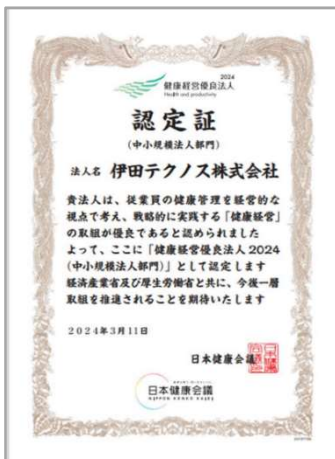 2024
健康経営優良法人
Health and productivity
認定証
(中小規模法人部門)
法人名 伊田テクノス株式会社
貴法人は、従業員の健康管理を経営的な
視点で考え、戦略的に実践する「健康経営」
の取組が優良であると認められました
よって、ここに「健康経営優良法人2024
(中小規模法人部門)」として認定します
経済産業省及び厚生労働省と共に、今後一層
取組を推進されることを期待いたします
2024年3月11日
日本健康会議
日本健康会議
NIPPON KENKO KAIGI